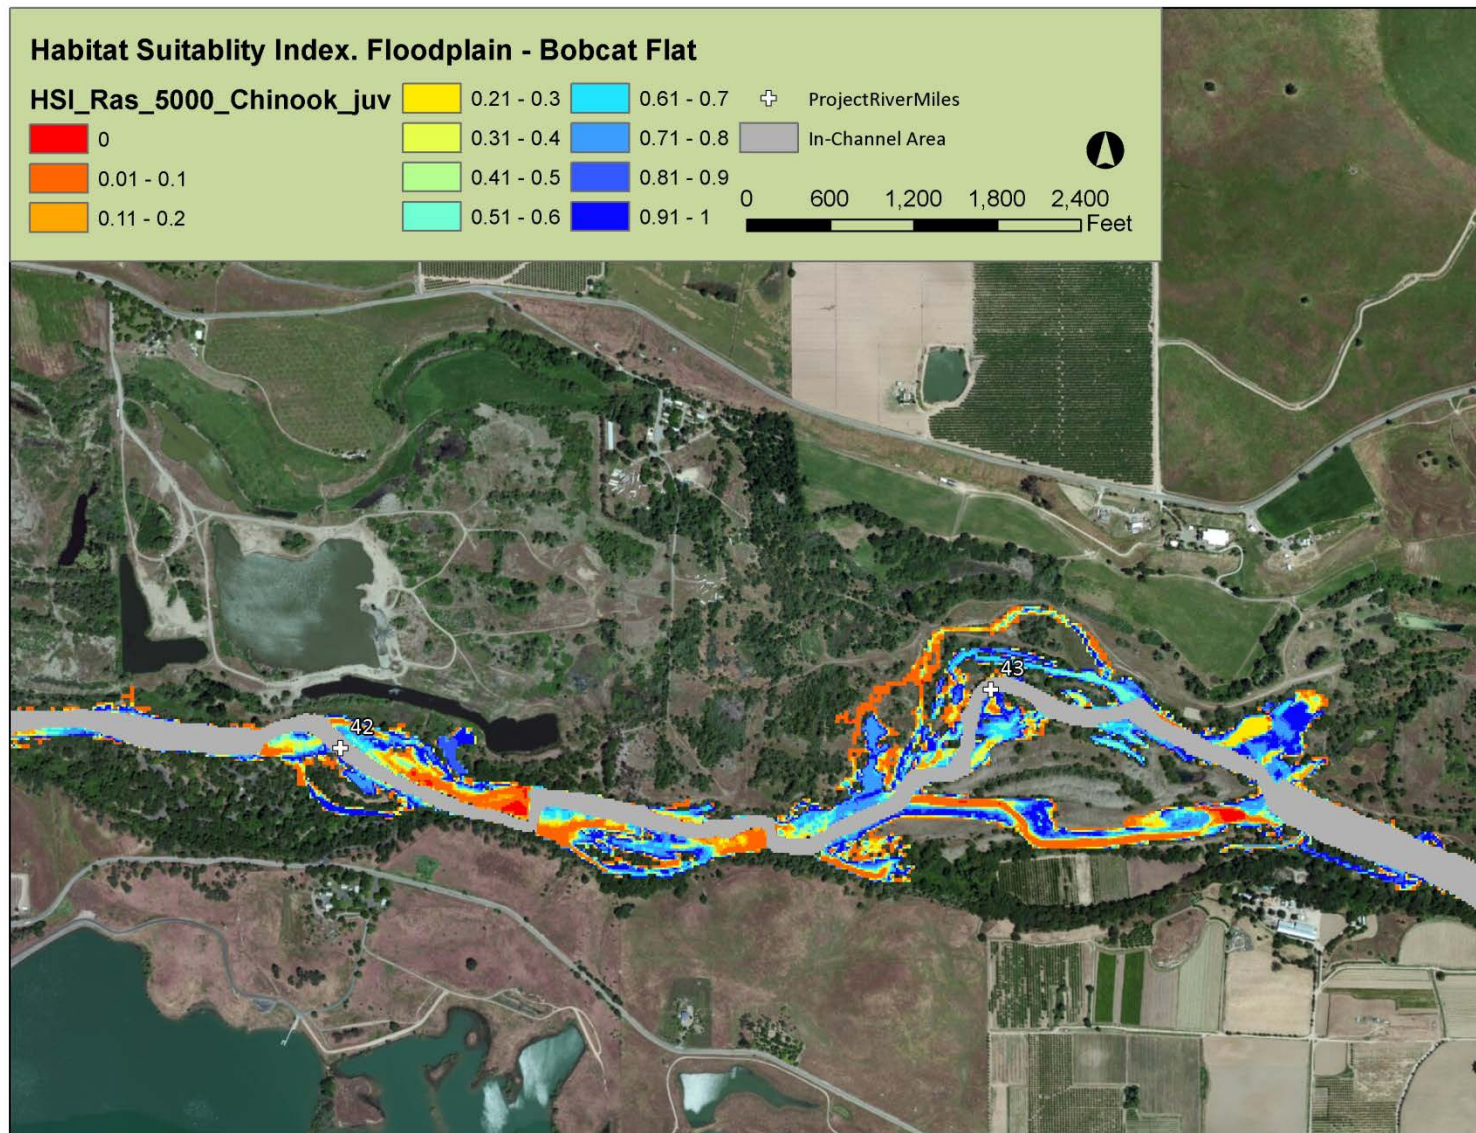 Habitat Suitablity Index. Floodplain - Bobcat Flat
HSI_Ras_5000_Chinook_juv
0
0.01 - 0.1
0.11 - 0.2
0.21 - 0.3
0.31 - 0.4
0.41 - 0.5
0.51 - 0.6
0.61 - 0.7
0.71 - 0.8
0.81 - 0.9
0.91 - 1
ProjectRiverMiles
In-Channel Area
0 600 1,200 1,800 2,400
Feet
43
42